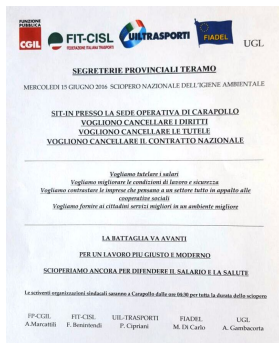 FUNZIONE
PUBBLICA
CGIL
FIT-CISL
FEDERAZIONE ITALIANA TRASPORTI
UILTRASPORTI
FIADEL
UGL
SEGRETERIE PROVINCIALI TERAMO
MERCOLEDI 15 GIUGNO 2016 SCIOPERO NAZIONALE DELL'IGIENE AMBIENTALE
SIT-IN PRESSO LA SEDE OPERATIVA DI CARAPOLLO
VOGLIONO CANCELLARE I DIRITTI
VOGLIONO CANCELLARE LE TUTELE
VOGLIONO CANCELLARE IL CONTRATTO NAZIONALE
Vogliamo tutelare i salari
Vogliamo migliorare le condizioni di lavoro e sicurezza
Vogliamo contrastare le imprese che pensano a un settore tutto in appalto alle
cooperative sociali
Vogliamo fornire ai cittadini servizi migliori in un ambiente migliore
LA BATTAGLIA VA AVANTI
PER UN LAVORO PIU GIUSTO E MODERNO
SCIOPERIAMO ANCORA PER DIFENDERE IL SALARIO E LA SALUTE
Le scriventi organizzazioni sindacali saranno a Carapollo dalle ore 04:30 per tutta la durata dello sciopero
FP-CGIL FIT-CISL UIL-TRASPORTI FIADEL UGL
A.Marcattili F. Benintendi P. Cipriani M. Di Carlo A. Gambacorta